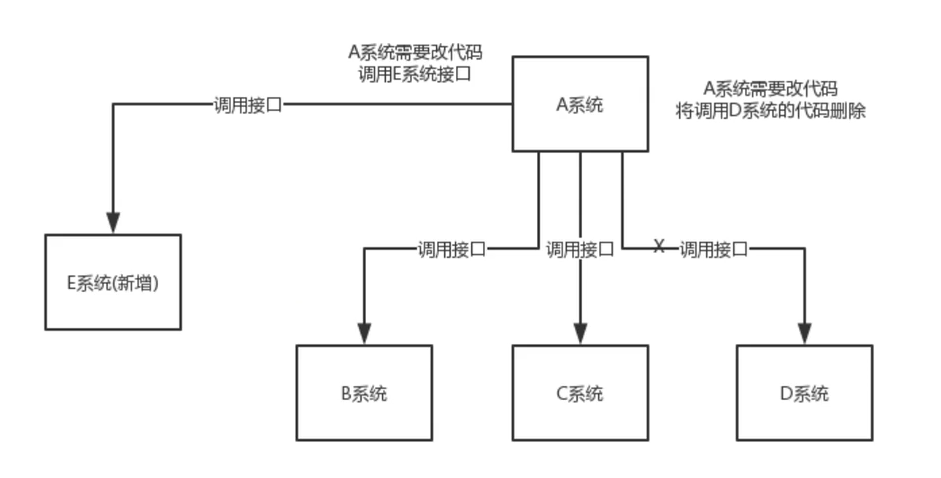 A系统需要改代码
调用E系统接口
A系统
A系统需要改代码
将调用D系统的代码删除
调用接口
调用接口
调用接口
X
调用接口
E系统(新增)
B系统
C系统
D系统